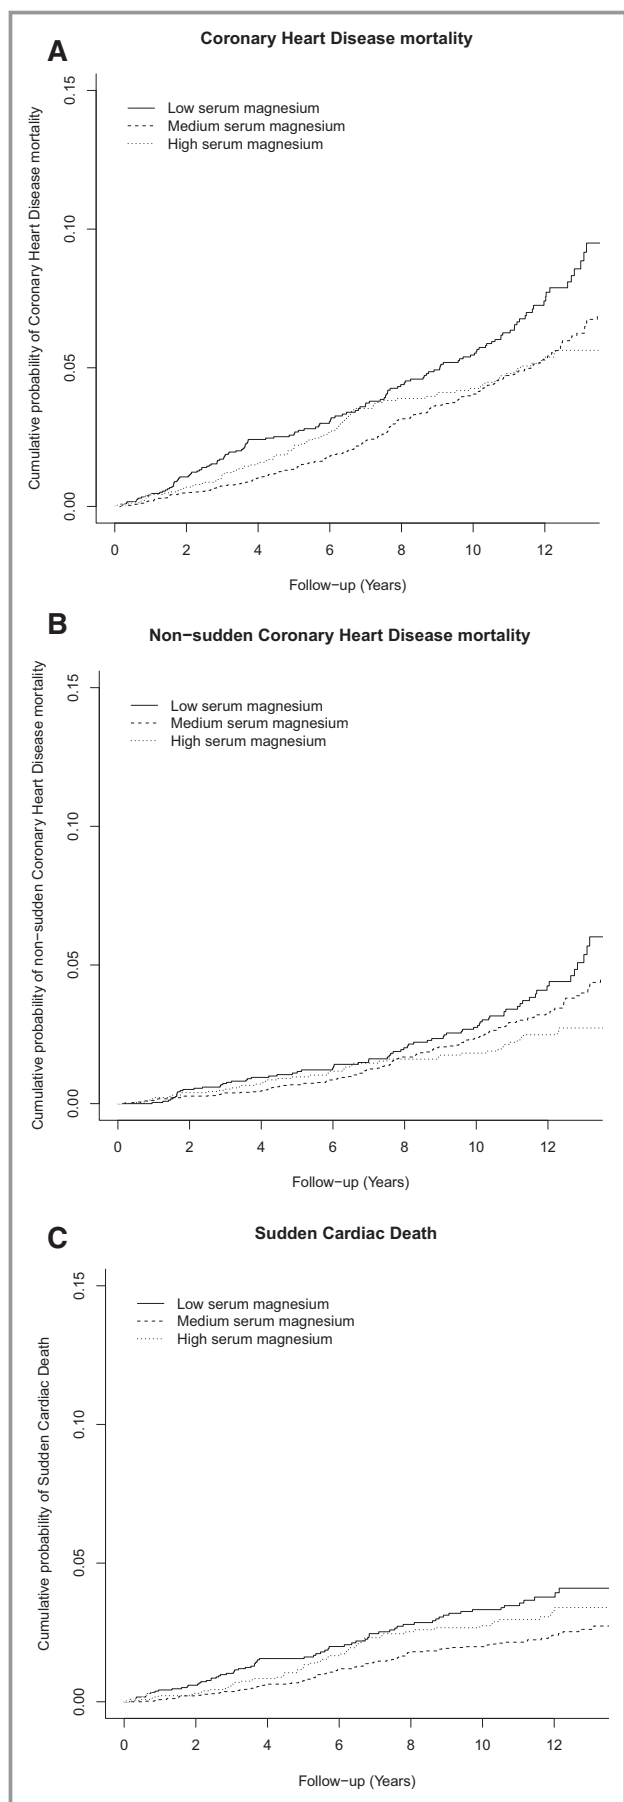 A
Coronary Heart Disease mortality
Cumulative probability of Coronary Heart Disease mortality
0.15
0.10
0.05
0.00
Low serum magnesium
Medium serum magnesium
High serum magnesium
0 2 4 6 8 10 12
Follow−up (Years)
B
Non−sudden Coronary Heart Disease mortality
Cumulative probability of non−sudden Coronary Heart Disease mortality
0.15
0.10
0.05
0.00
Low serum magnesium
Medium serum magnesium
High serum magnesium
0 2 4 6 8 10 12
Follow−up (Years)
C
Sudden Cardiac Death
Cumulative probability of Sudden Cardiac Death
0.15
0.10
0.05
0.00
Low serum magnesium
Medium serum magnesium
High serum magnesium
0 2 4 6 8 10 12
Follow−up (Years)